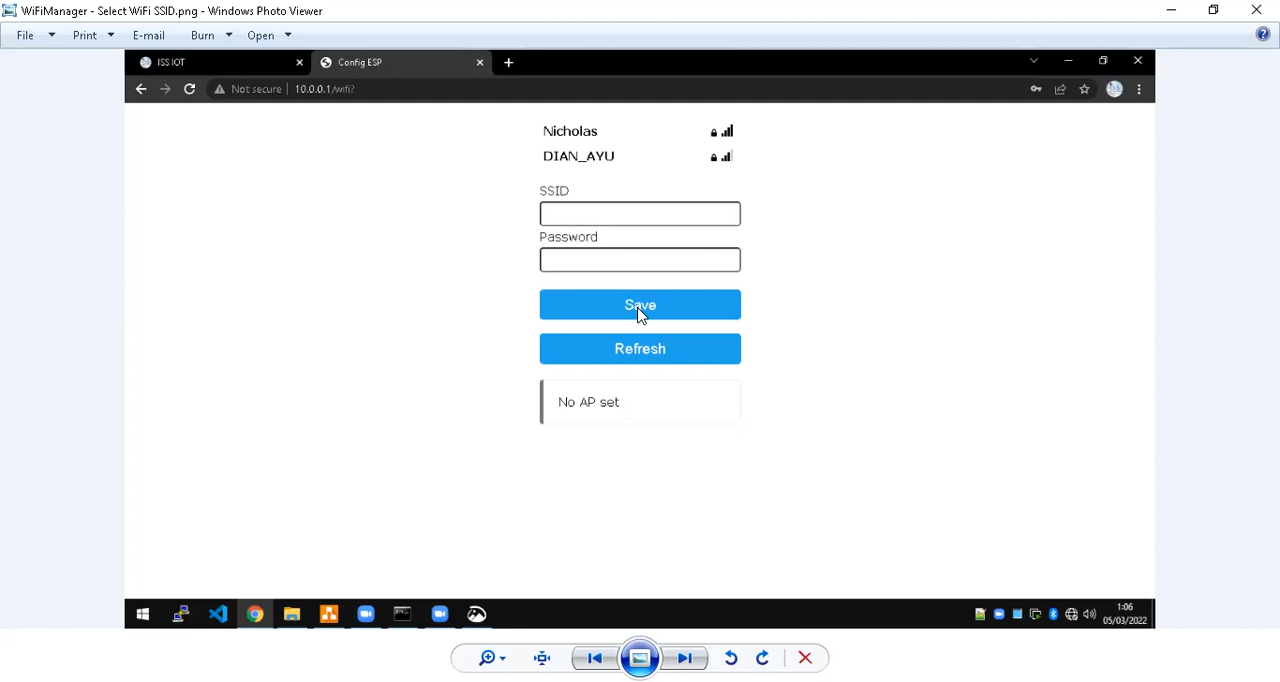 WiFiManager - Select WiFi SSID.png - Windows Photo Viewer
File Print E-mail Burn Open
ISS IOT Config ESP
Not secure 10.0.0.1/wifi?
Nicholas
DIAN_AYU
SSID
Password
Save
Refresh
No AP set
1:06
05/03/2022